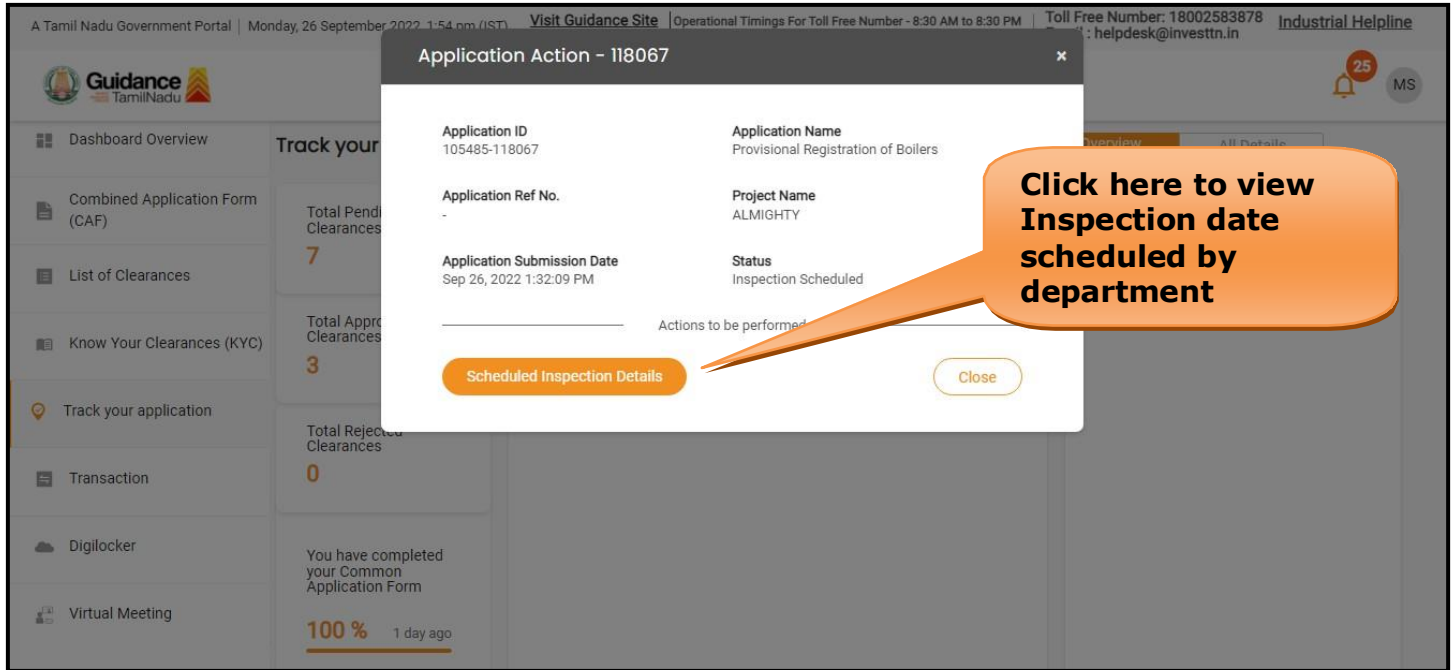 A Tamil Nadu Government Portal | Monday, 26 September 2022, 1:54 pm (IST)
Visit Guidance Site | Operational Timings For Toll Free Number - 8:30 AM to 8:30 PM |
Toll Free Number: 18002583878
: helpdesk@investtn.in
Industrial Helpline
Guidance
TamilNadu
25
MS
Application Action - 118067
×
Application ID
105485-118067
Application Name
Provisional Registration of Boilers
Application Ref No.
-
Project Name
ALMIGHTY
Application Submission Date
Sep 26, 2022 1:32:09 PM
Status
Inspection Scheduled
Actions to be performed
Scheduled Inspection Details
Close
Click here to view
Inspection date
scheduled by
department
Dashboard Overview
Combined Application Form
(CAF)
List of Clearances
Know Your Clearances (KYC)
Track your application
Transaction
Digilocker
Virtual Meeting
Track your
Total Pendi
Clearances
7
Total Appro
Clearances
3
Total Rejected
Clearances
0
You have completed
your Common
Application Form
100 % 1 day ago
Overview
All Details